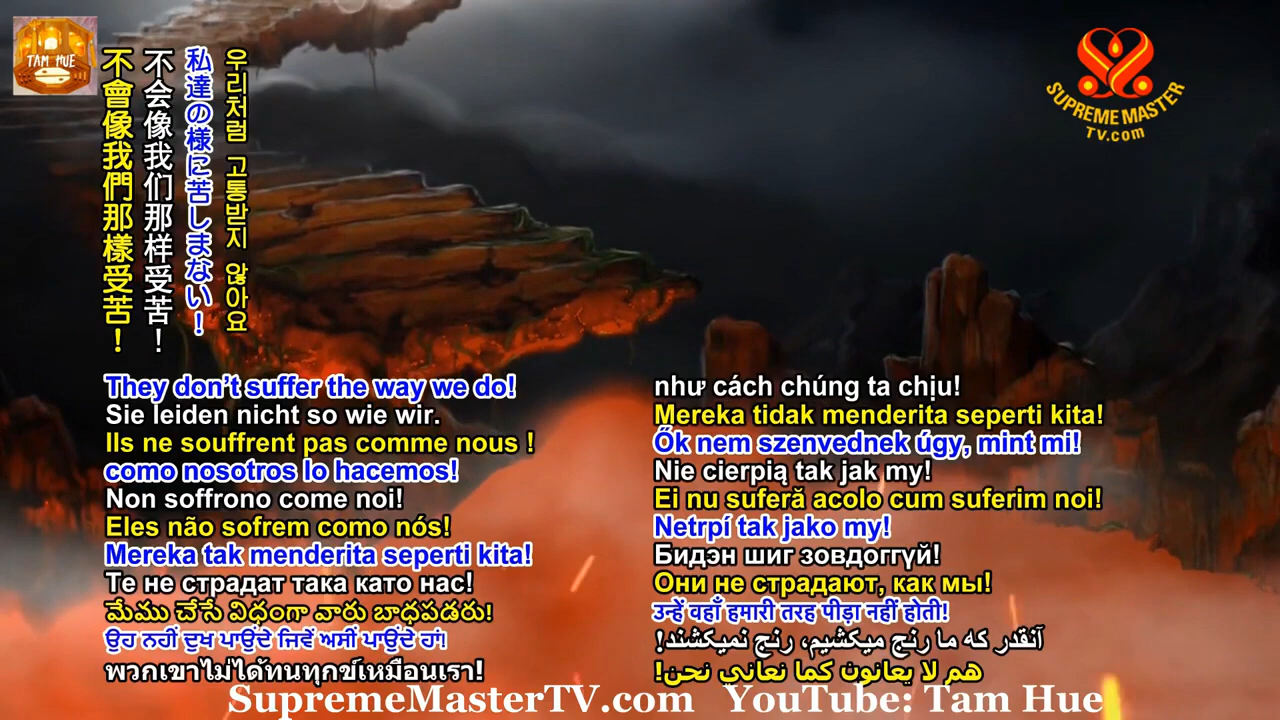 TAM HUE
SUPREME MASTER
TV.com
不會像我們那樣受苦！
不会像我们那样受苦！
私達の様に苦しまない！
우리처럼 고통받지 않아요
They don't suffer the way we do!
Sie leiden nicht so wie wir.
Ils ne souffrent pas comme nous !
como nosotros lo hacemos!
Non soffrono come noi!
Eles não sofrem como nós!
Mereka tak menderita seperti kita!
Те не страдат така като нас!
మేము చేసే విధంగా వారు బాధపడరు!
ਉਹ ਨਹੀਂ ਦੁਖ ਪਾਉਂਦੇ ਜਿਵੇਂ ਅਸੀਂ ਪਾਉਂਦੇ ਹਾਂ!
พวกเขาไม่ได้ทนทุกข์เหมือนเรา!
như cách chúng ta chịu!
Mereka tidak menderita seperti kita!
Ők nem szenvednek úgy, mint mi!
Nie cierpią tak jak my!
Ei nu suferă acolo cum suferim noi!
Netrpí tak jako my!
Бидэн шиг зовдоггүй!
Они не страдают, как мы!
उन्हें वहाँ हमारी तरह पीड़ा नहीं होती!
آنقدر که ما رنج میکشیم، رنج نمیکشند!
هم لا يعانون كما نعاني نحن!
SupremeMasterTV.com YouTube: Tam Hue